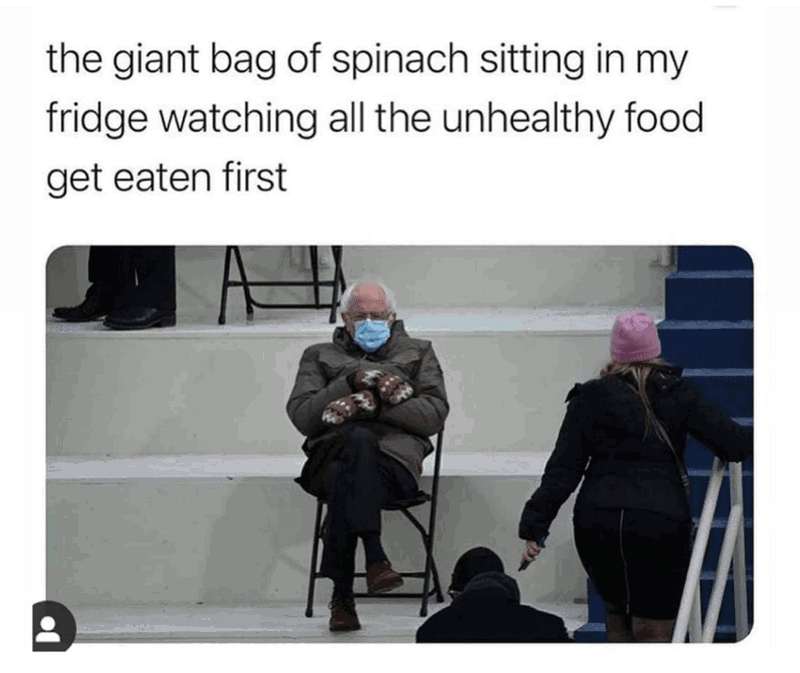 the giant bag of spinach sitting in my
fridge watching all the unhealthy food
get eaten first